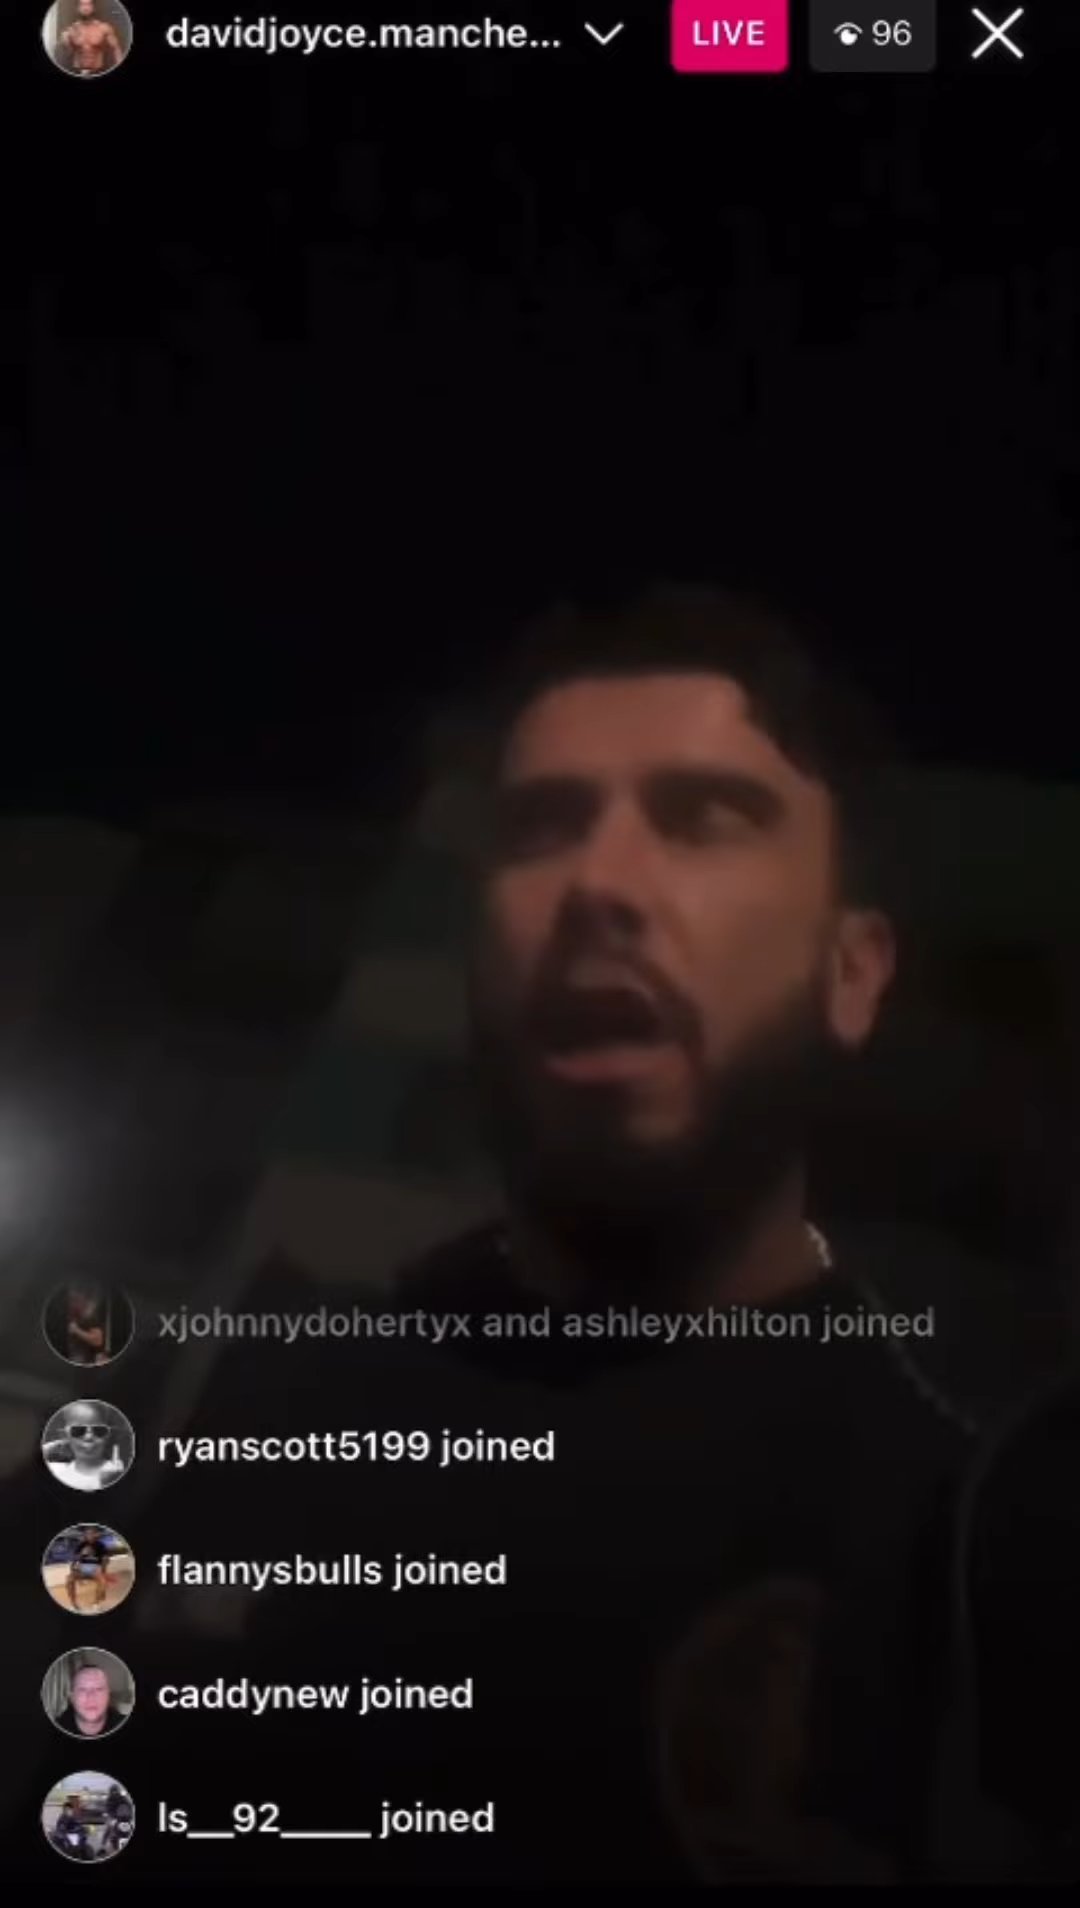 davidjoyce.manche...
LIVE
96
xjohnnydohertyx and ashleyxhilton joined
ryanscott5199 joined
flannysbulls joined
caddynew joined
ls__92____ joined